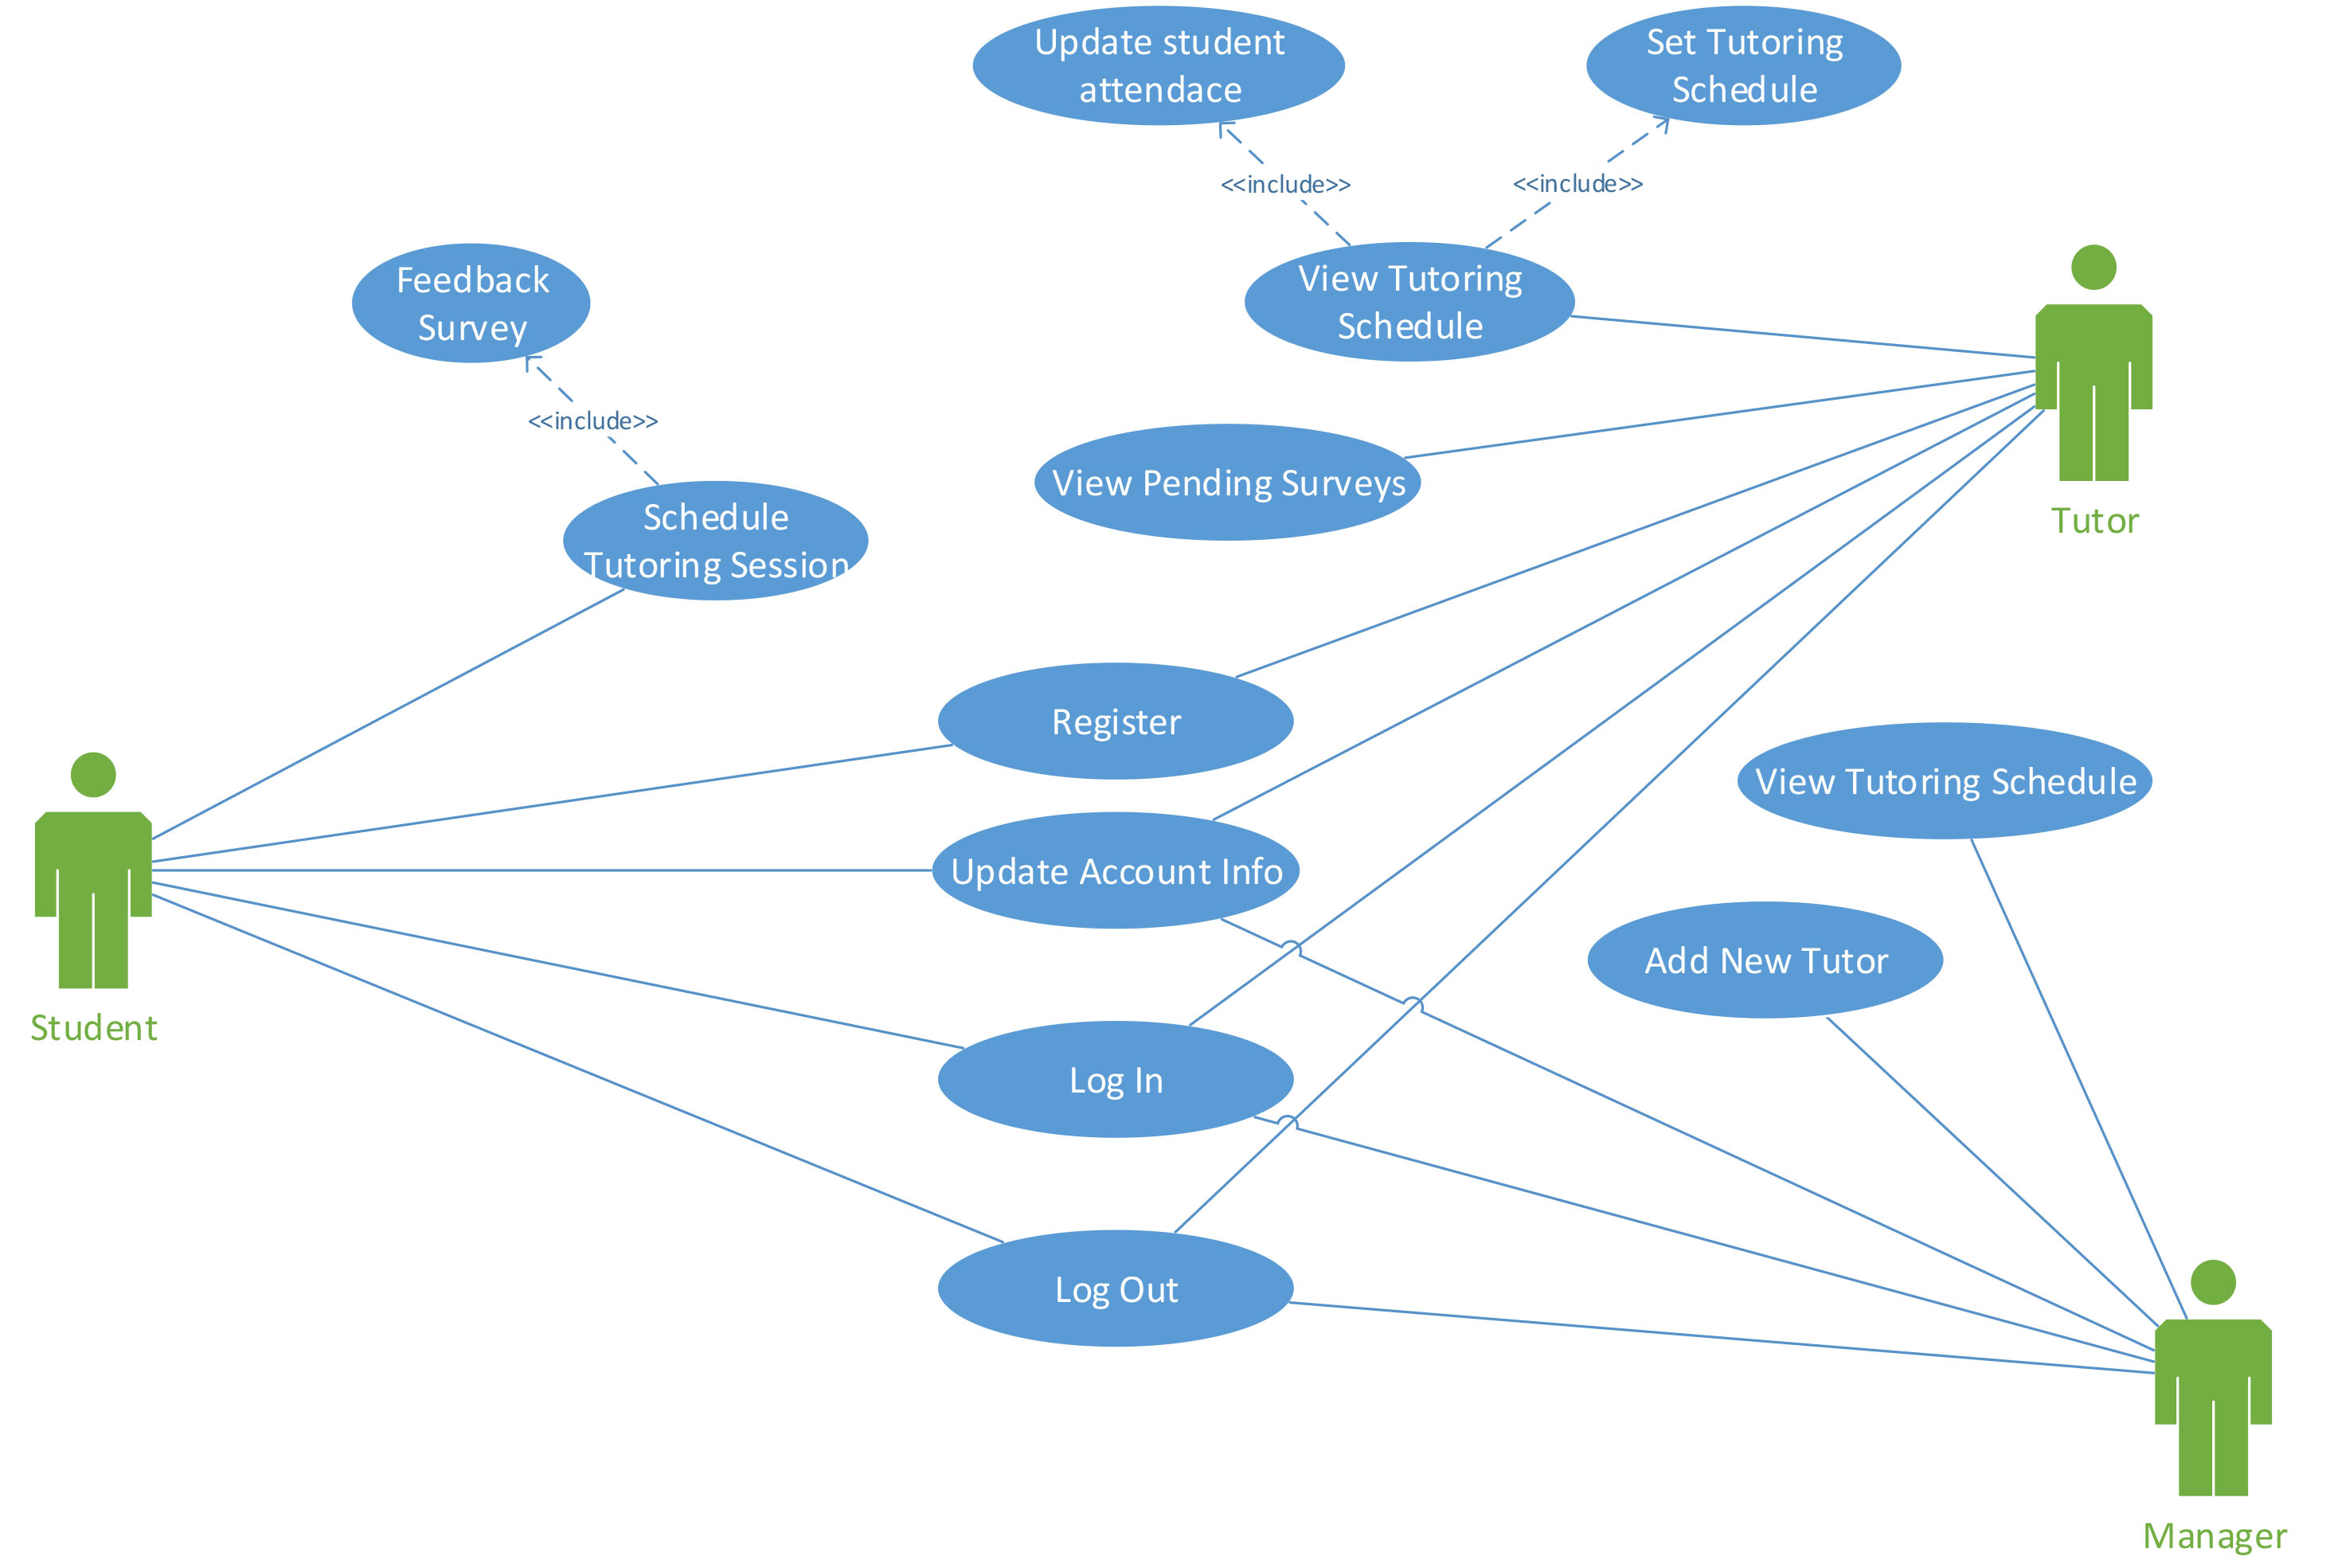 Update student
attendace
Set Tutoring
Schedule
<<include>>
<<include>>
Feedback
Survey
View Tutoring
Schedule
<<include>>
View Pending Surveys
Schedule
Tutoring Session
Tutor
Register
View Tutoring Schedule
Update Account Info
Add New Tutor
Student
Log In
Log Out
Manager